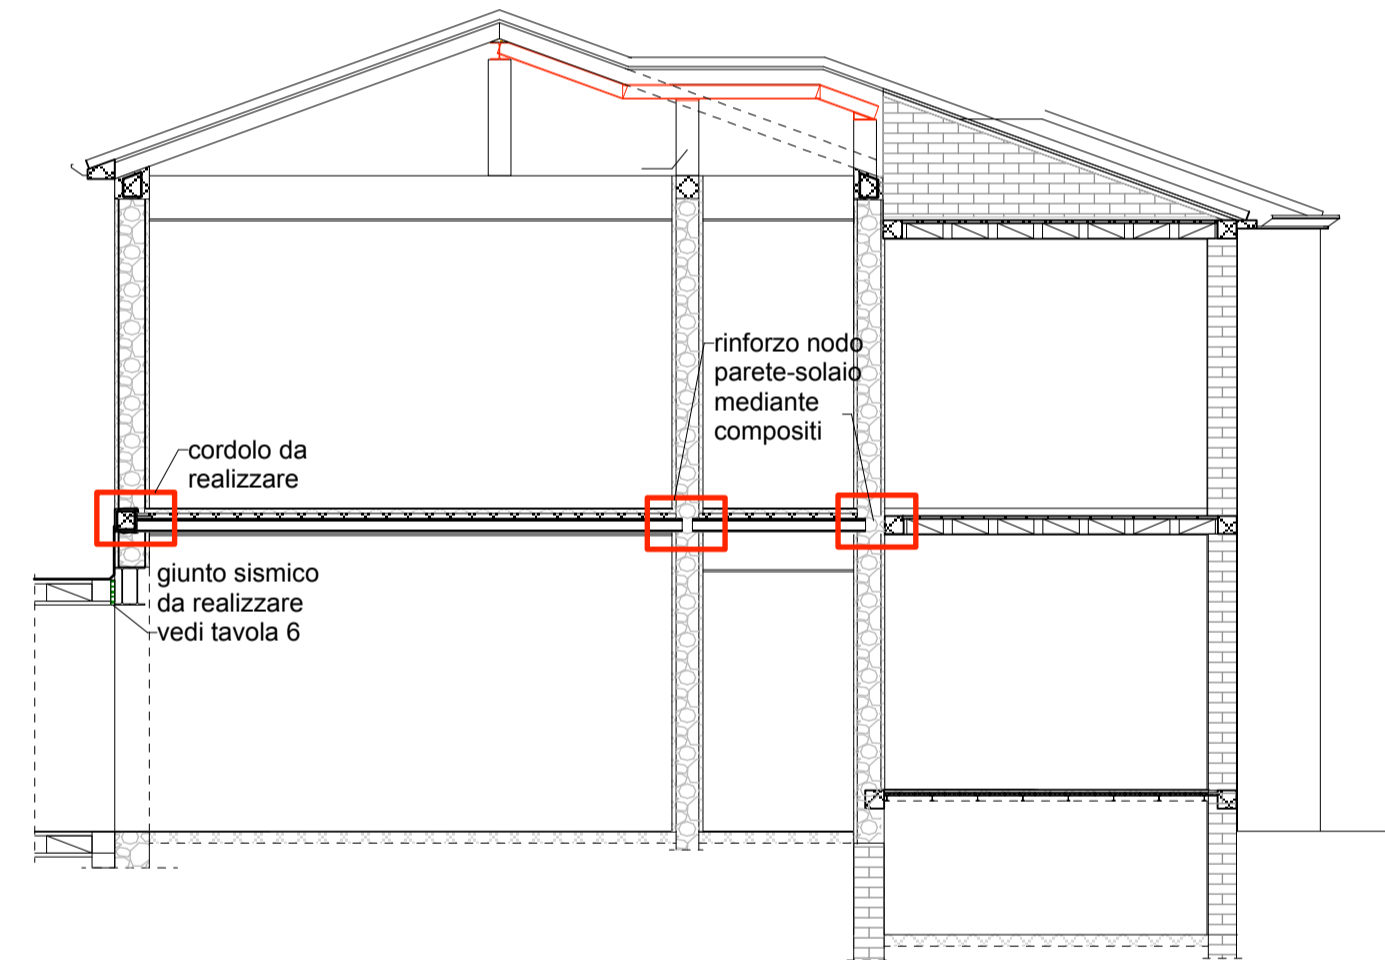 rinforzo nodo
parete-solaio
mediante
compositi
cordolo da
realizzare
giunto sismico
da realizzare
vedi tavola 6